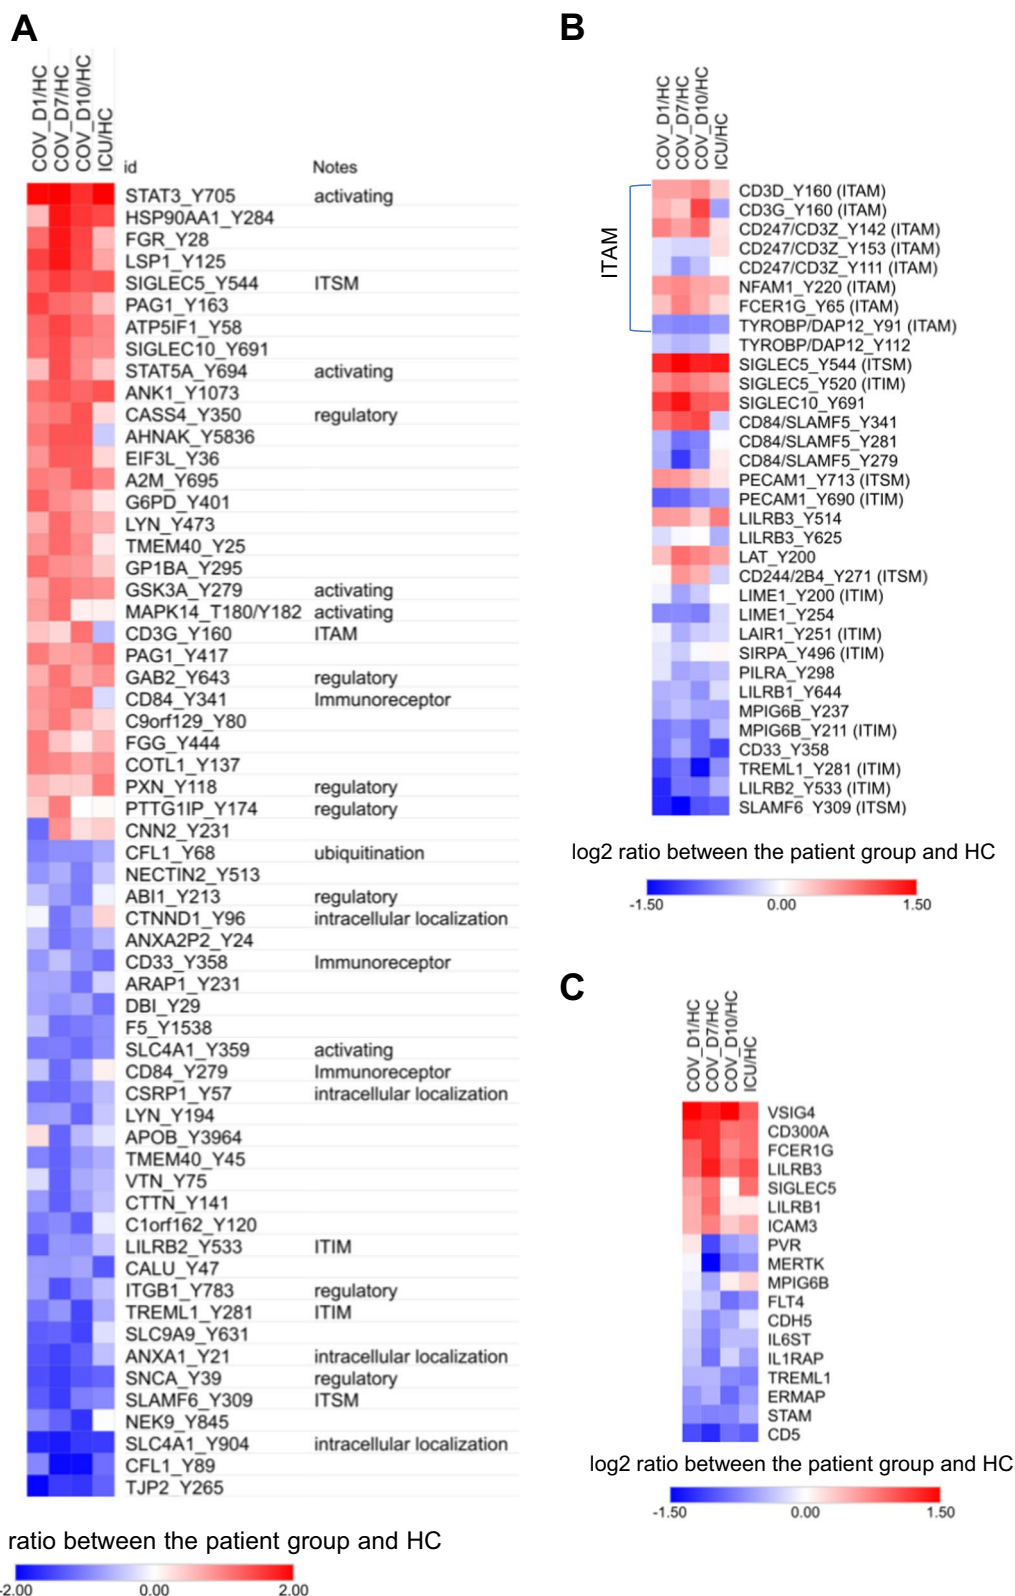 A
COV_D1/HC
COV_D7/HC
COV_D10/HC
ICU/HC
id Notes
STAT3_Y705 activating
HSP90AA1_Y284
FGR_Y28
LSP1_Y125
SIGLEC5_Y544 ITSM
PAG1_Y163
ATP5IF1_Y58
SIGLEC10_Y691
STAT5A_Y694 activating
ANK1_Y1073
CASS4_Y350 regulatory
AHNAK_Y5836
EIF3L_Y36
A2M_Y695
G6PD_Y401
LYN_Y473
TMEM40_Y25
GP1BA_Y295
GSK3A_Y279 activating
MAPK14_T180/Y182 activating
CD3G_Y160 ITAM
PAG1_Y417
GAB2_Y643 regulatory
CD84_Y341 Immunoreceptor
C9orf129_Y80
FGG_Y444
COTL1_Y137
PXN_Y118 regulatory
PTTG1IP_Y174 regulatory
CNN2_Y231
CFL1_Y68 ubiquitination
NECTIN2_Y513
ABI1_Y213 regulatory
CTNND1_Y96 intracellular localization
ANXA2P2_Y24
CD33_Y358 Immunoreceptor
ARAP1_Y231
DBI_Y29
F5_Y1538
SLC4A1_Y359 activating
CD84_Y279 Immunoreceptor
CSRP1_Y57 intracellular localization
LYN_Y194
APOB_Y3964
TMEM40_Y45
VTN_Y75
CTTN_Y141
C1orf162_Y120
LILRB2_Y533 ITIM
CALU_Y47
ITGB1_Y783 regulatory
TREML1_Y281 ITIM
SLC9A9_Y631
ANXA1_Y21 intracellular localization
SNCA_Y39 regulatory
SLAMF6_Y309 ITSM
NEK9_Y845
SLC4A1_Y904 intracellular localization
CFL1_Y89
TJP2_Y265
ratio between the patient group and HC
-2.00 0.00 2.00
B
COV_D1/HC
COV_D7/HC
COV_D10/HC
ICU/HC
ITAM
CD3D_Y160 (ITAM)
CD3G_Y160 (ITAM)
CD247/CD3Z_Y142 (ITAM)
CD247/CD3Z_Y153 (ITAM)
CD247/CD3Z_Y111 (ITAM)
NFAM1_Y220 (ITAM)
FCER1G_Y65 (ITAM)
TYROBP/DAP12_Y91 (ITAM)
TYROBP/DAP12_Y112
SIGLEC5_Y544 (ITSM)
SIGLEC5_Y520 (ITIM)
SIGLEC10_Y691
CD84/SLAMF5_Y341
CD84/SLAMF5_Y281
CD84/SLAMF5_Y279
PECAM1_Y713 (ITSM)
PECAM1_Y690 (ITIM)
LILRB3_Y514
LILRB3_Y625
LAT_Y200
CD244/2B4_Y271 (ITSM)
LIME1_Y200 (ITIM)
LIME1_Y254
LAIR1_Y251 (ITIM)
SIRPA_Y496 (ITIM)
PILRA_Y298
LILRB1_Y644
MPIG6B_Y237
MPIG6B_Y211 (ITIM)
CD33_Y358
TREML1_Y281 (ITIM)
LILRB2_Y533 (ITIM)
SLAMF6_Y309 (ITSM)
log2 ratio between the patient group and HC
-1.50 0.00 1.50
C
COV_D1/HC
COV_D7/HC
COV_D10/HC
ICU/HC
VSIG4
CD300A
FCER1G
LILRB3
SIGLEC5
LILRB1
ICAM3
PVR
MERTK
MPIG6B
FLT4
CDH5
IL6ST
IL1RAP
TREML1
ERMAP
STAM
CD5
log2 ratio between the patient group and HC
-1.50 0.00 1.50